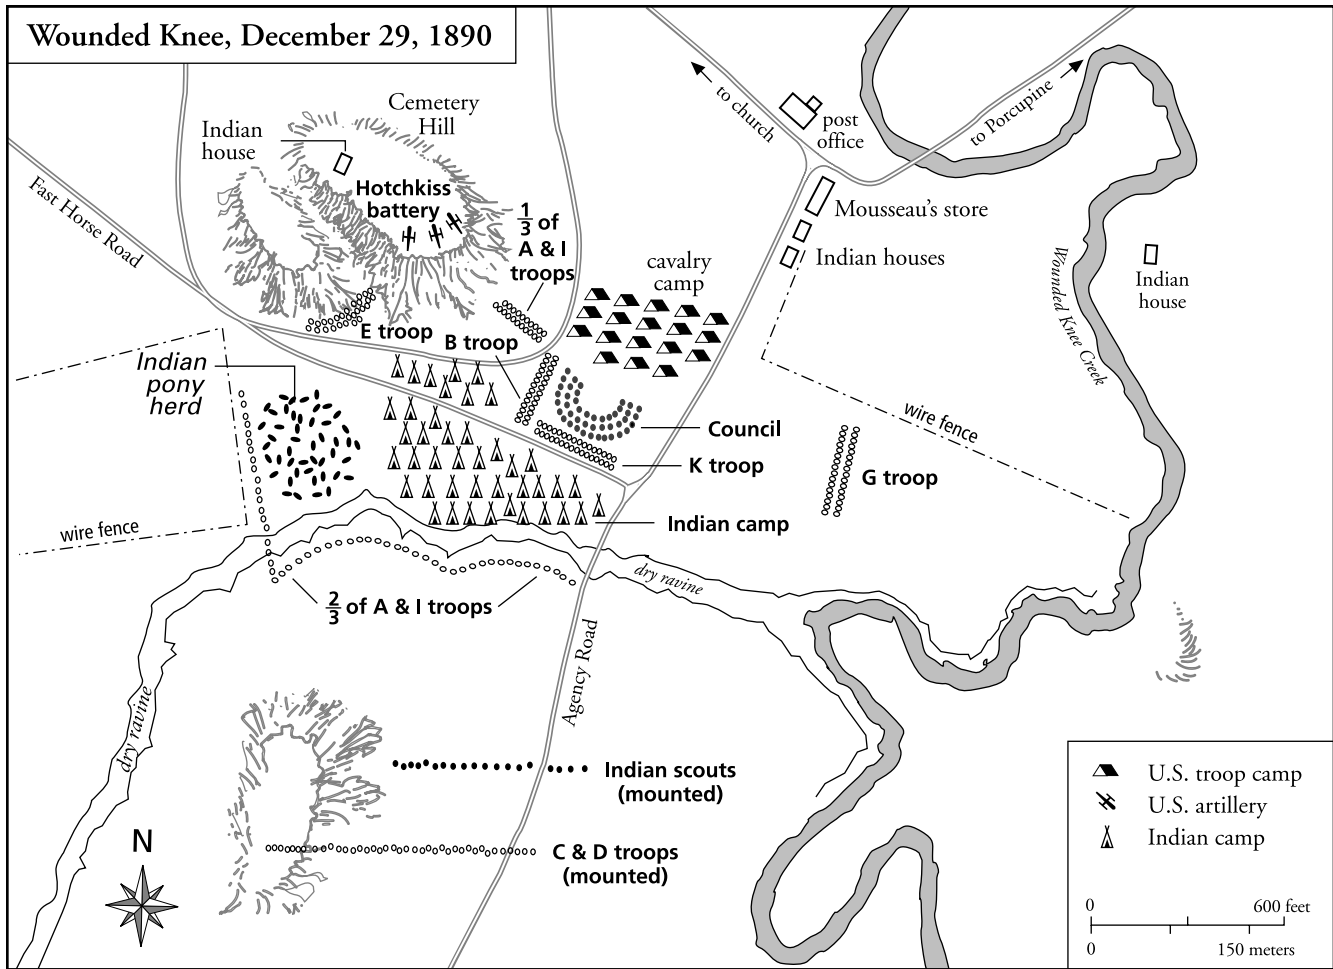 Wounded Knee, December 29, 1890
Cemetery
Hill
Indian
house
Hotchkiss
battery
1/3 of
A & I
troops
Fast Horse Road
to church
post
office
to Porcupine
Mousseau's store
Indian houses
cavalry
camp
Wounded Knee Creek
Indian
house
E troop
B troop
Indian
pony
herd
Council
K troop
wire fence
G troop
Indian camp
wire fence
dry ravine
2/3 of A & I troops
Agency Road
dry ravine
Indian scouts
(mounted)
C & D troops
(mounted)
N
U.S. troop camp
U.S. artillery
Indian camp
0 600 feet
0 150 meters